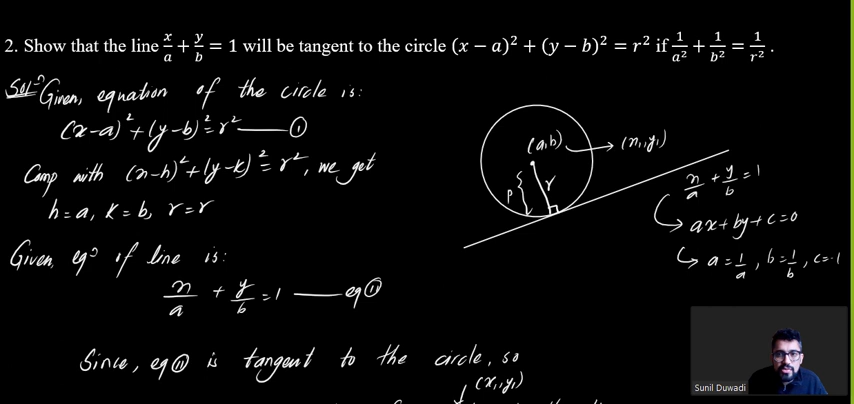 2. Show that the line x/a + y/b = 1 will be tangent to the circle (x − a)² + (y − b)² = r² if 1/a² + 1/b² = 1/r² .
Solⁿ Given, equation of the circle is:
(x-a)² + (y-b)² = r² —— ①
Comp with (x-h)² + (y-k)² = r², we get
h=a, k=b, r=r
Given, eqⁿ of line is:
x/a + y/b = 1 —— eq ⑪
Since, eq ⑪ is tangent to the circle, so
(x₁, y₁)
(a,b)
→ (x₁, y₁)
P
r
x/a + y/b = 1
↳ ax + by + c = 0
↳ a = 1/a, b = 1/b, c = -1
Sunil Duwadi